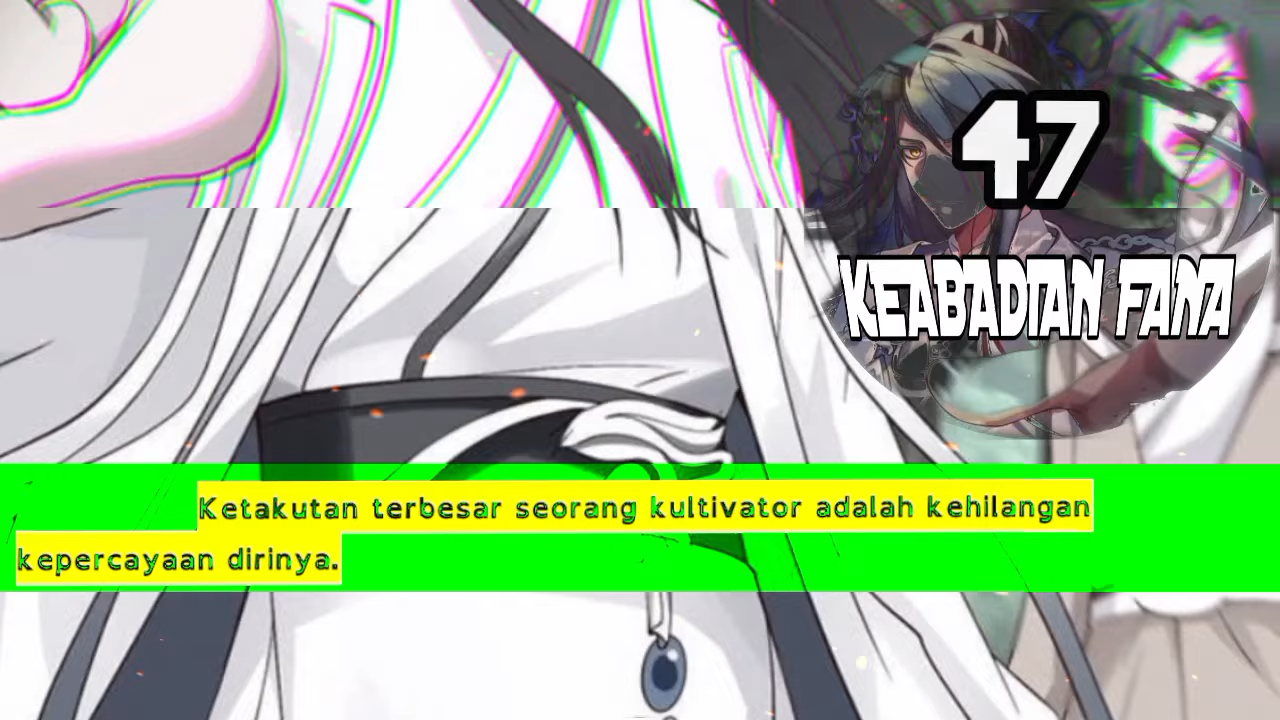 47
KEABADIAN FANA
Ketakutan terbesar seorang kultivator adalah kehilangan
kepercayaan dirinya.